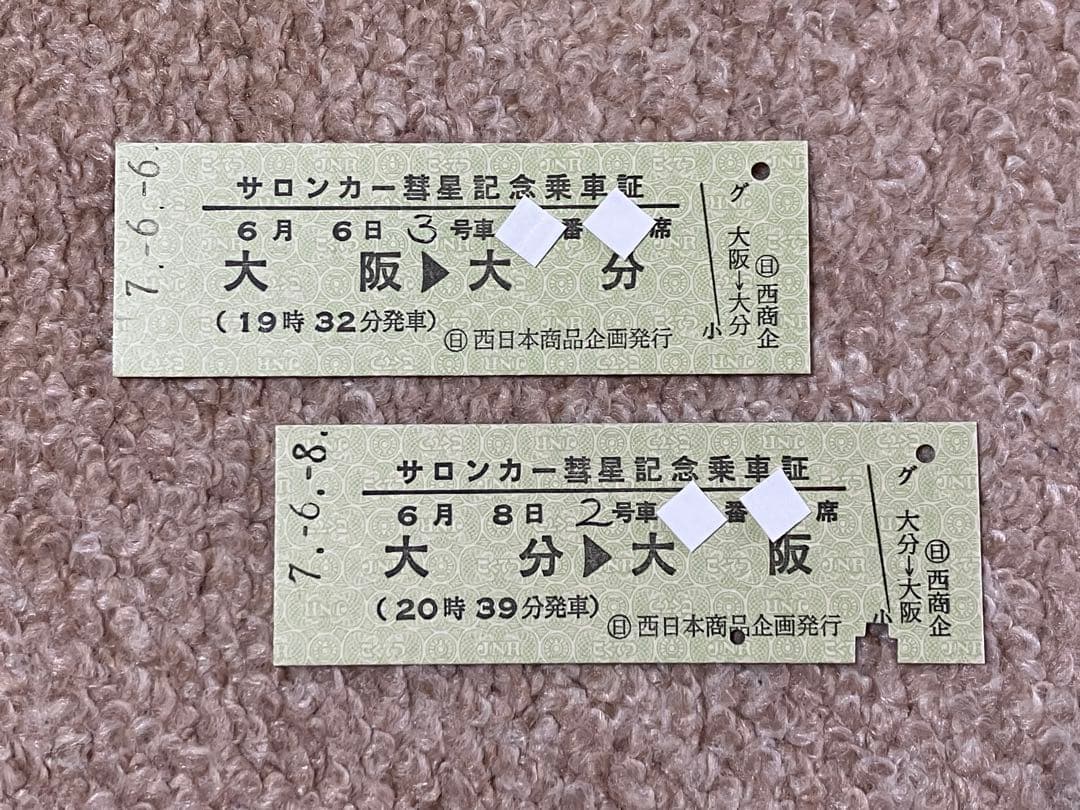 7.-6.-6.
サロンカー彗星記念乗車証
6月 6日 3号車 番 席
大 阪▶大 分
(19時32分発車)
㊐西日本商品企画発行
グ
小
大阪→大分
㊐西商企
7.-6.-8.
サロンカー彗星記念乗車証
6月 8日 2号車 番 席
大 分▶大 阪
(20時39分発車)
㊐西日本商品企画発行
グ
小
大分→大阪
㊐西商企